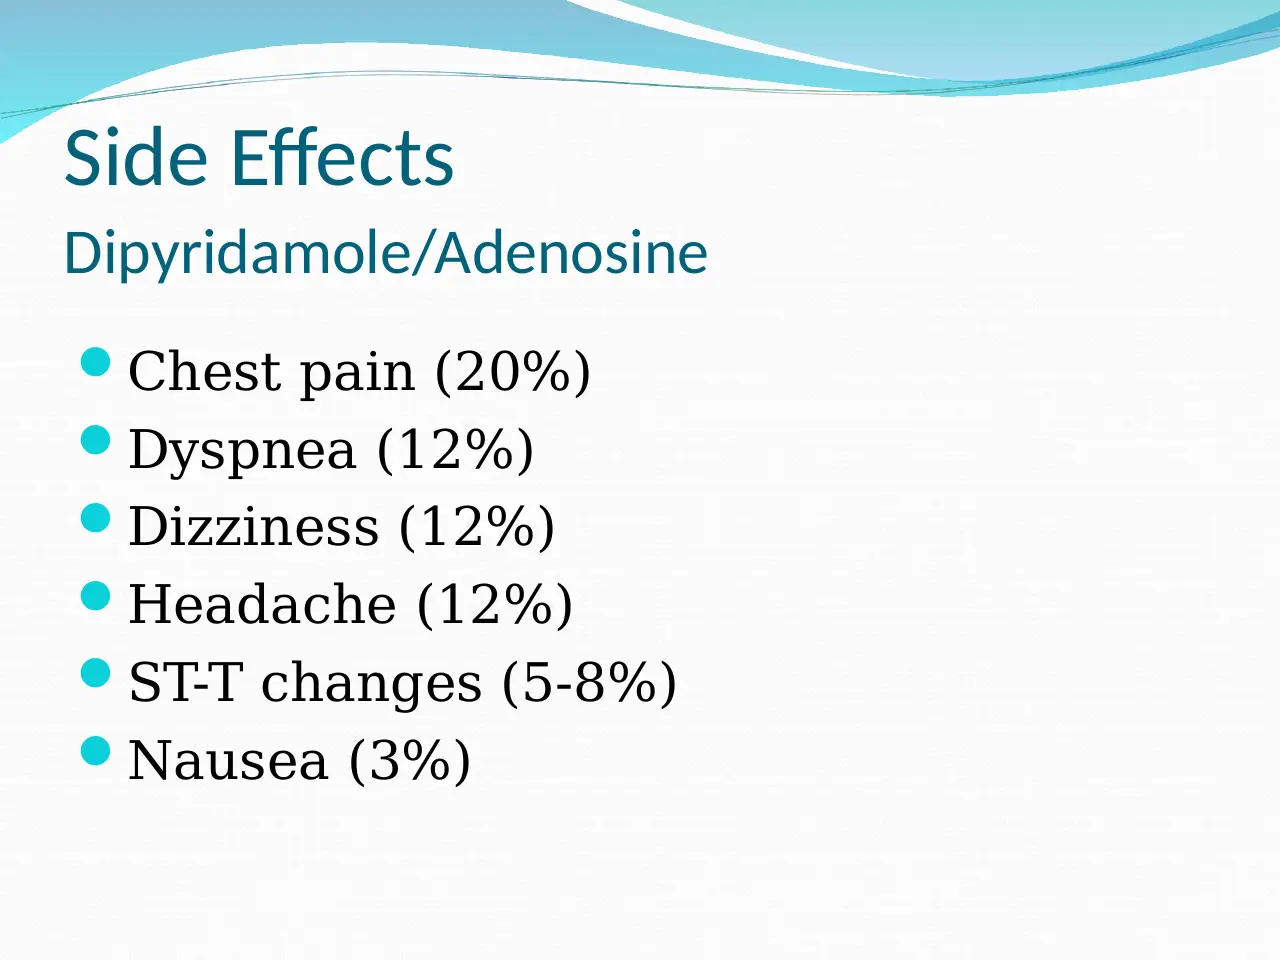 Side Effects
Dipyridamole/Adenosine
Chest pain (20%)
Dyspnea (12%)
Dizziness (12%)
Headache (12%)
ST-T changes (5-8%)
Nausea (3%)